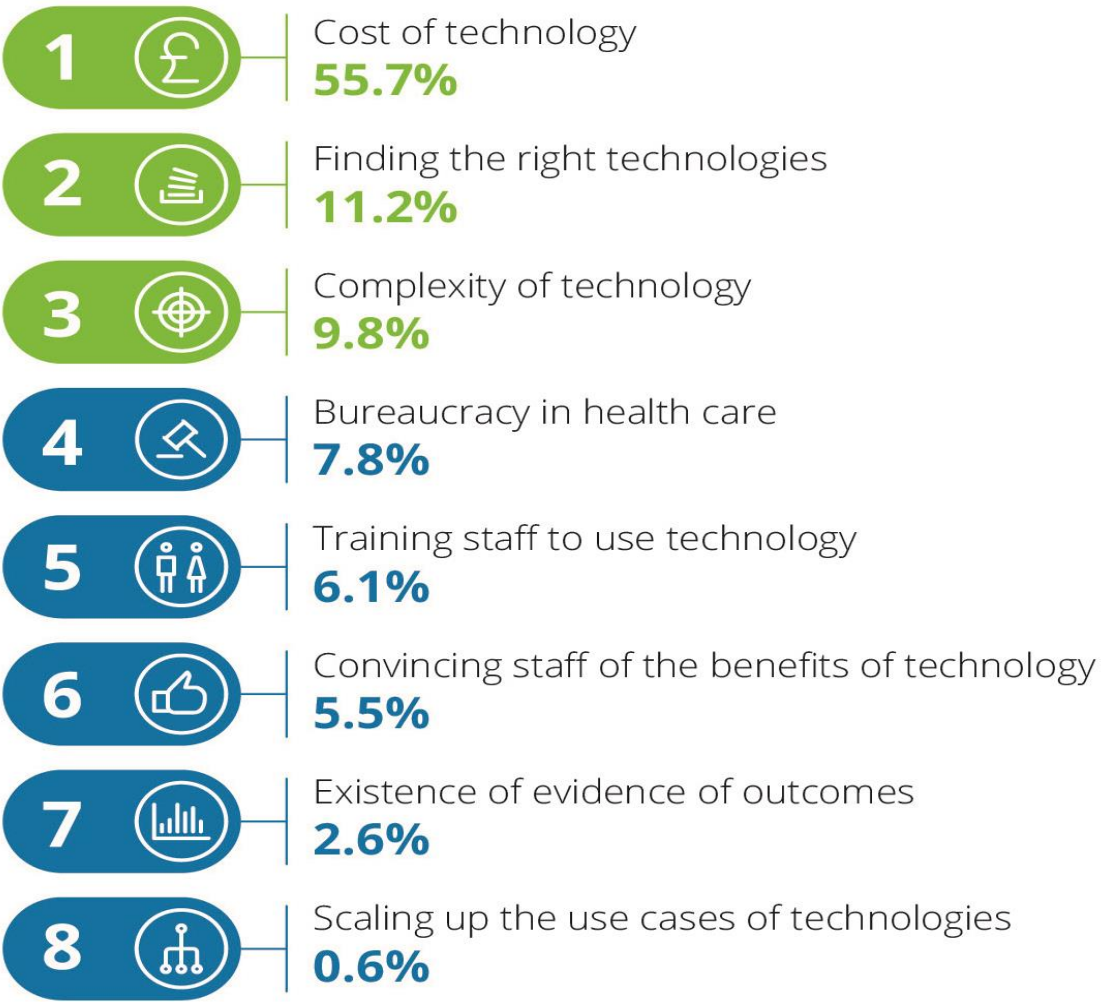 1
£
Cost of technology
55.7%
2
Finding the right technologies
11.2%
3
Complexity of technology
9.8%
4
Bureaucracy in health care
7.8%
5
Training staff to use technology
6.1%
6
Convincing staff of the benefits of technology
5.5%
7
Existence of evidence of outcomes
2.6%
8
Scaling up the use cases of technologies
0.6%